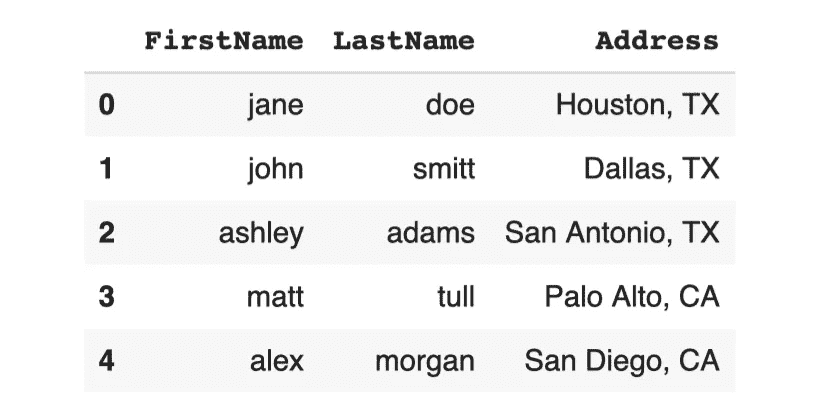 FirstName LastName Address
0 jane doe Houston, TX
1 john smitt Dallas, TX
2 ashley adams San Antonio, TX
3 matt tull Palo Alto, CA
4 alex morgan San Diego, CA